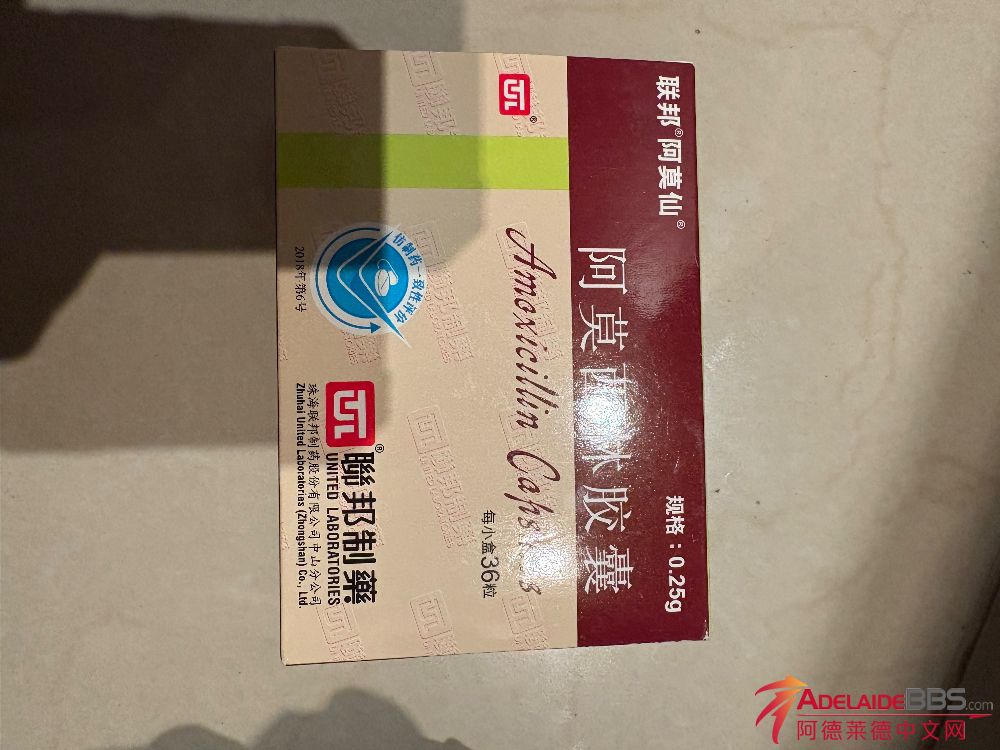 联邦®阿莫仙®
规格：0.25g
阿莫西林胶囊
Amoxicillin Capsules
每小盒36粒
仿制药一致性评价
2018年第6号
聯邦制藥
UNITED LABORATORIES
珠海联邦制药股份有限公司中山分公司
Zhuhai United Laboratories (Zhongshan) Co., Ltd.
ADELAIDEBBS.com
阿德莱德中文网